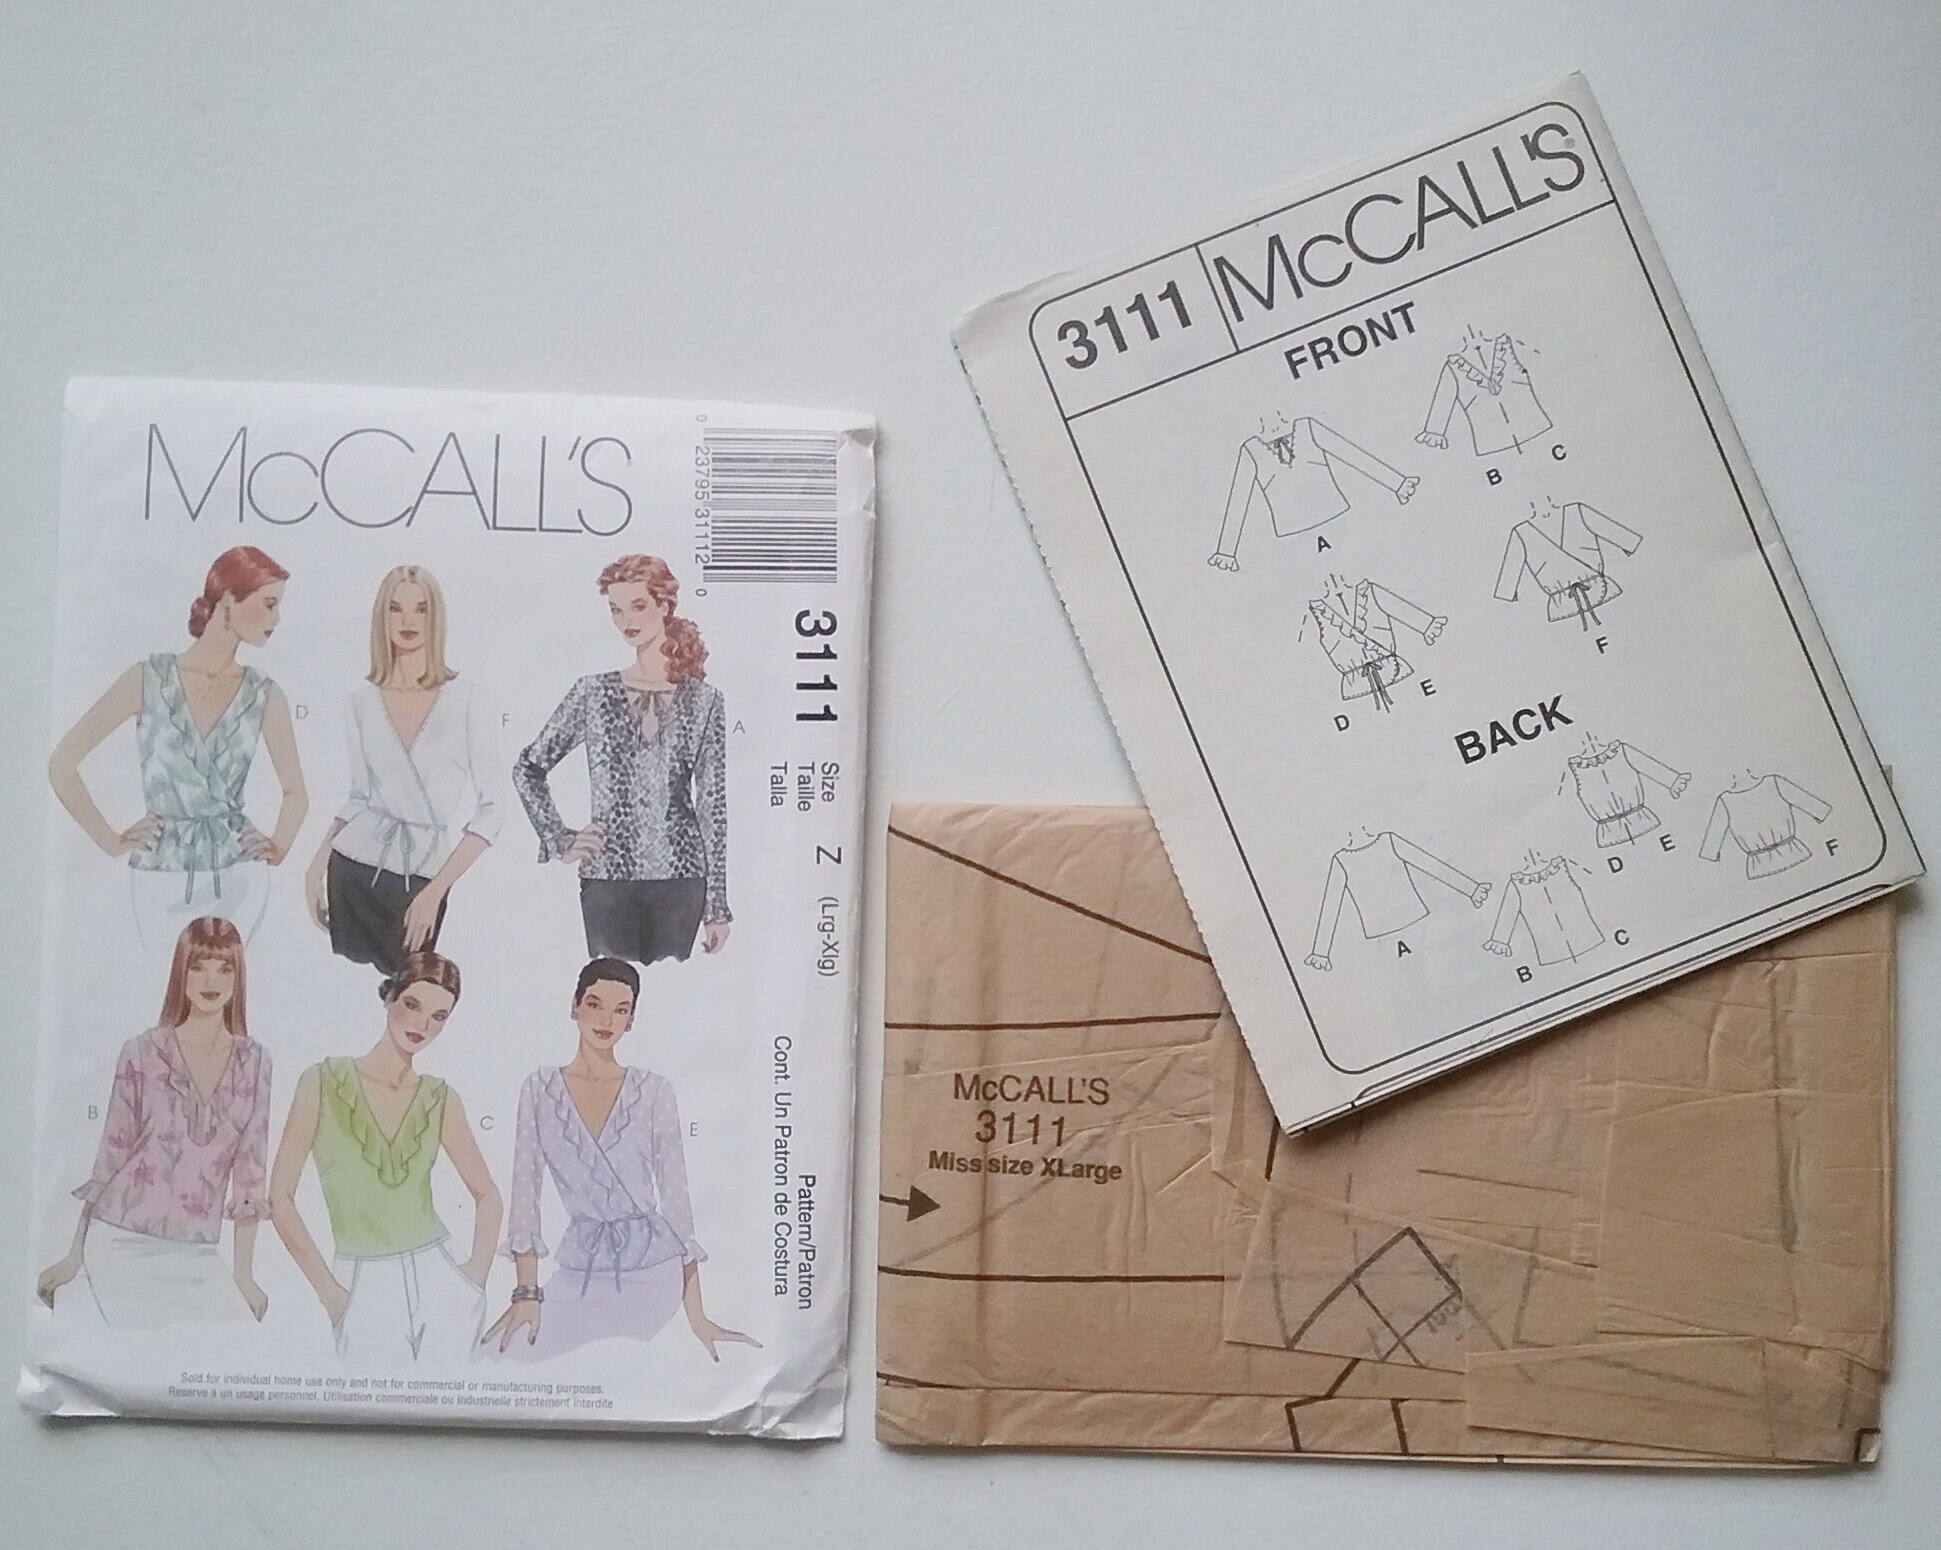 McCALL'S
0 23795 31112 0
3111
Size Z (Lrg-Xlg)
Taille
Talla
Pattern/Patron
Cont. Un Patron de Costura
D
F
A
B
C
E
Sold for individual home use only and not for commercial or manufacturing purposes.
Réservé à un usage personnel. Utilisation commerciale ou industrielle strictement interdite
3111 McCALL'S®
FRONT
A
B C
D E
F
BACK
A
B C
D E
F
McCALL'S
3111
Miss size XLarge